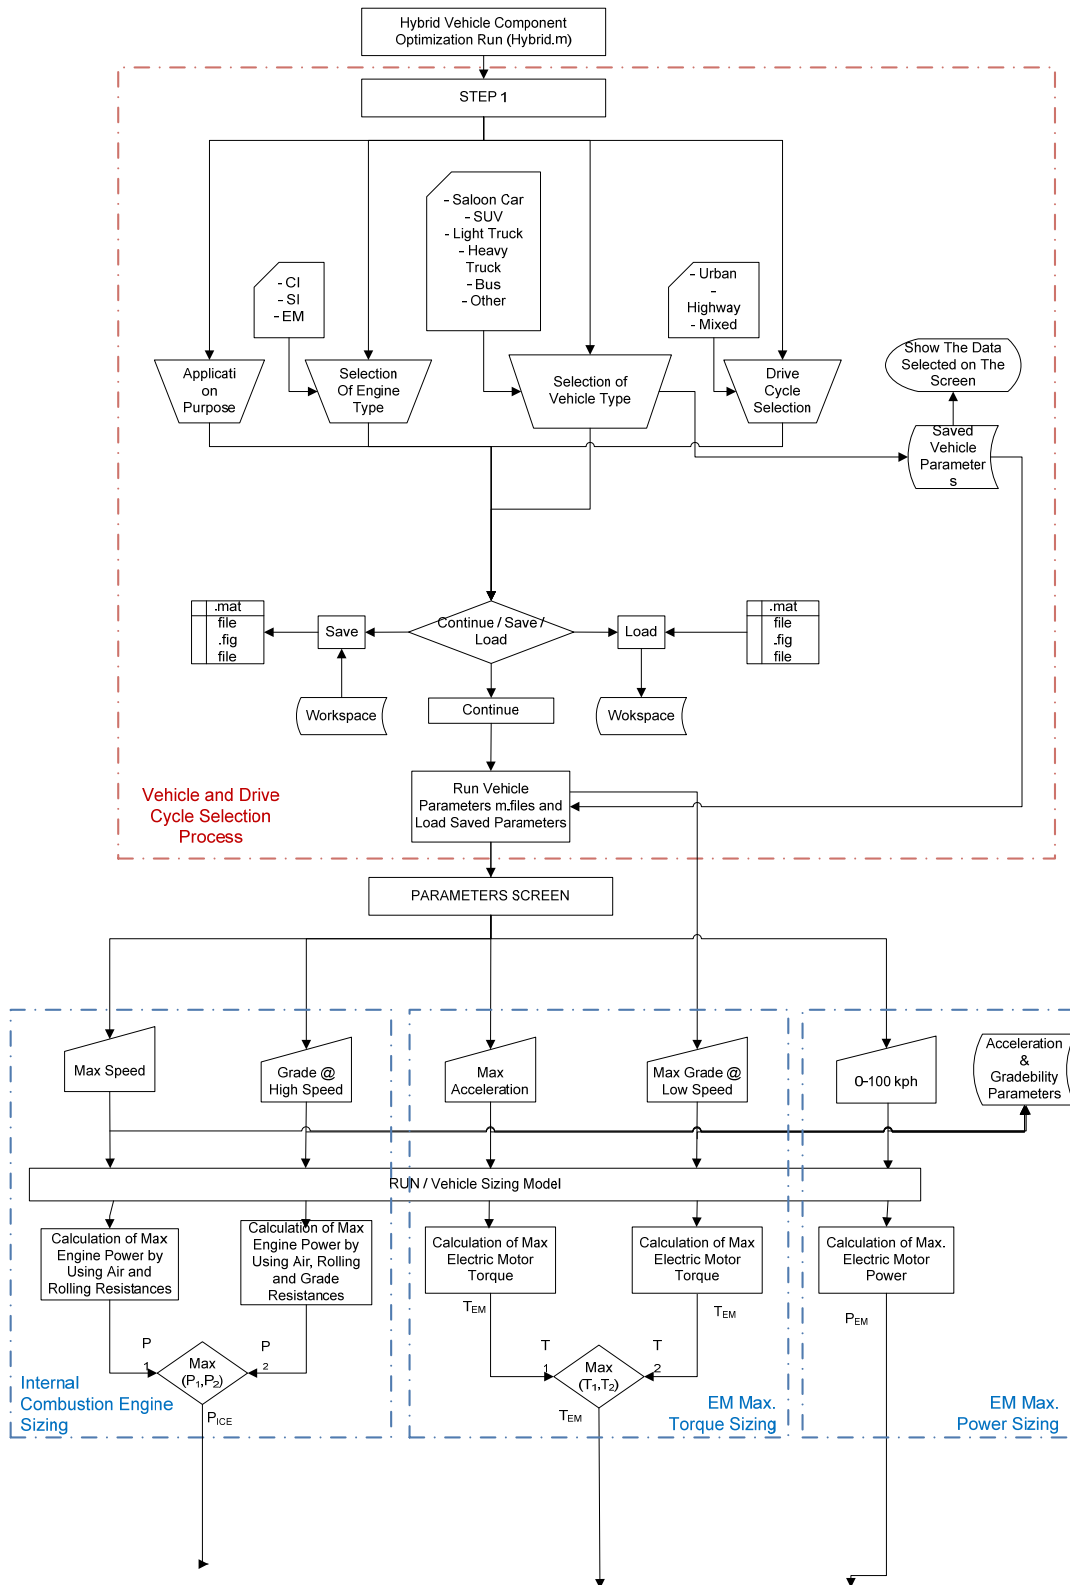 Hybrid Vehicle Component
Optimization Run (Hybrid.m)
STEP 1
- Saloon Car
- SUV
- Light Truck
- Heavy
Truck
- Bus
- Other
- CI
- SI
- EM
- Urban
-
Highway
- Mixed
Applicati
on
Purpose
Selection
Of Engine
Type
Selection of
Vehicle Type
Drive
Cycle
Selection
Show The Data
Selected on The
Screen
Saved
Vehicle
Parameter
s
.mat
file
.fig
file
Save
Continue / Save /
Load
Load
.mat
file
.fig
file
Workspace
Continue
Wokspace
Run Vehicle
Parameters m.files and
Load Saved Parameters
Vehicle and Drive
Cycle Selection
Process
PARAMETERS SCREEN
Max Speed
Grade @
High Speed
Max
Acceleration
Max Grade @
Low Speed
0-100 kph
Acceleration
&
Gradebility
Parameters
RUN / Vehicle Sizing Model
Calculation of Max
Engine Power by
Using Air and
Rolling Resistances
Calculation of Max
Engine Power by
Using Air, Rolling
and Grade
Resistances
Calculation of Max
Electric Motor
Torque
Calculation of Max
Electric Motor
Torque
Calculation of Max.
Electric Motor
Power
TEM
TEM
PEM
P
1
P
2
Max
(P1,P2)
T
1
T
2
Max
(T1,T2)
Internal
Combustion Engine
Sizing
PICE
TEM
EM Max.
Torque Sizing
EM Max.
Power Sizing